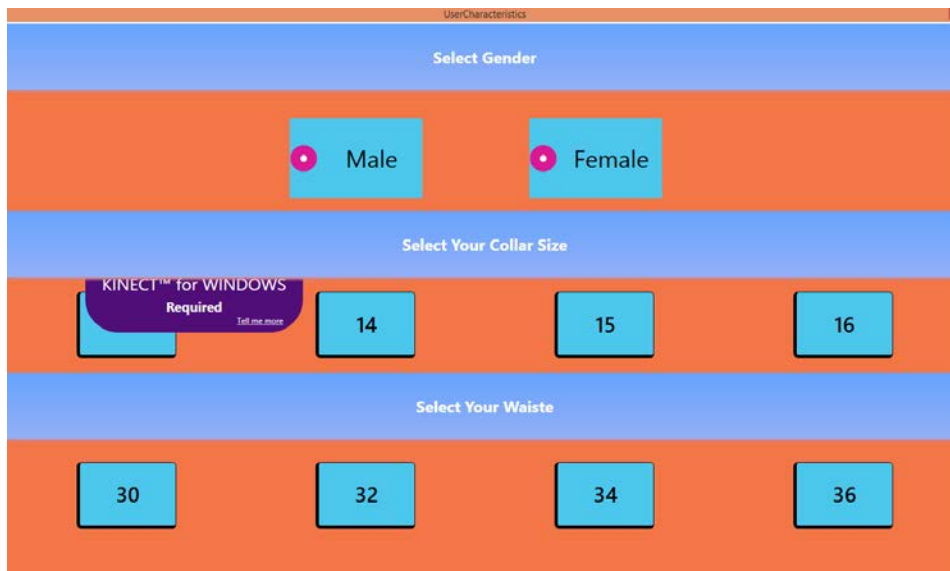 UserCharacteristics
Select Gender
Male
Female
Select Your Collar Size
KINECT™ for WINDOWS
Required
Tell me more
14
15
16
Select Your Waiste
30
32
34
36